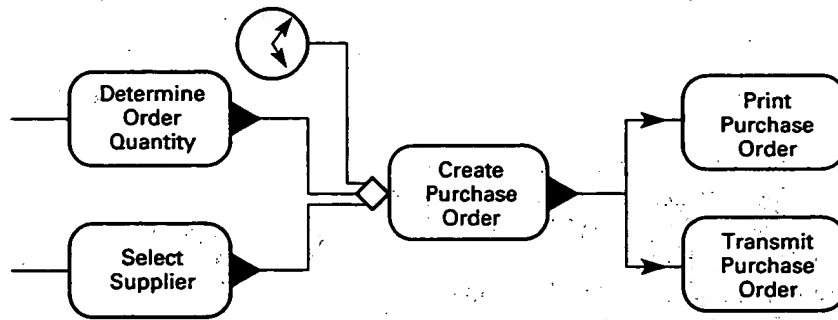 Determine
Order
Quantity
Select
Supplier
Create
Purchase
Order
Print
Purchase
Order
Transmit
Purchase
Order